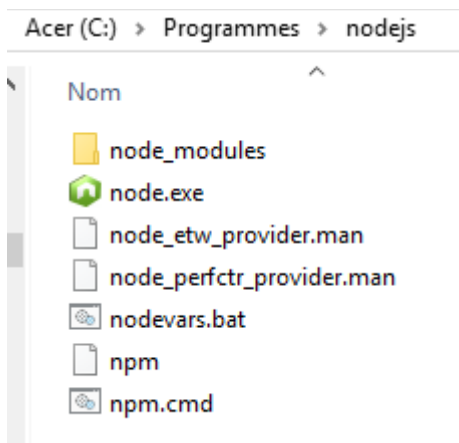 Acer (C:) > Programmes > nodejs
Nom
node_modules
node.exe
node_etw_provider.man
node_perfctr_provider.man
nodevars.bat
npm
npm.cmd